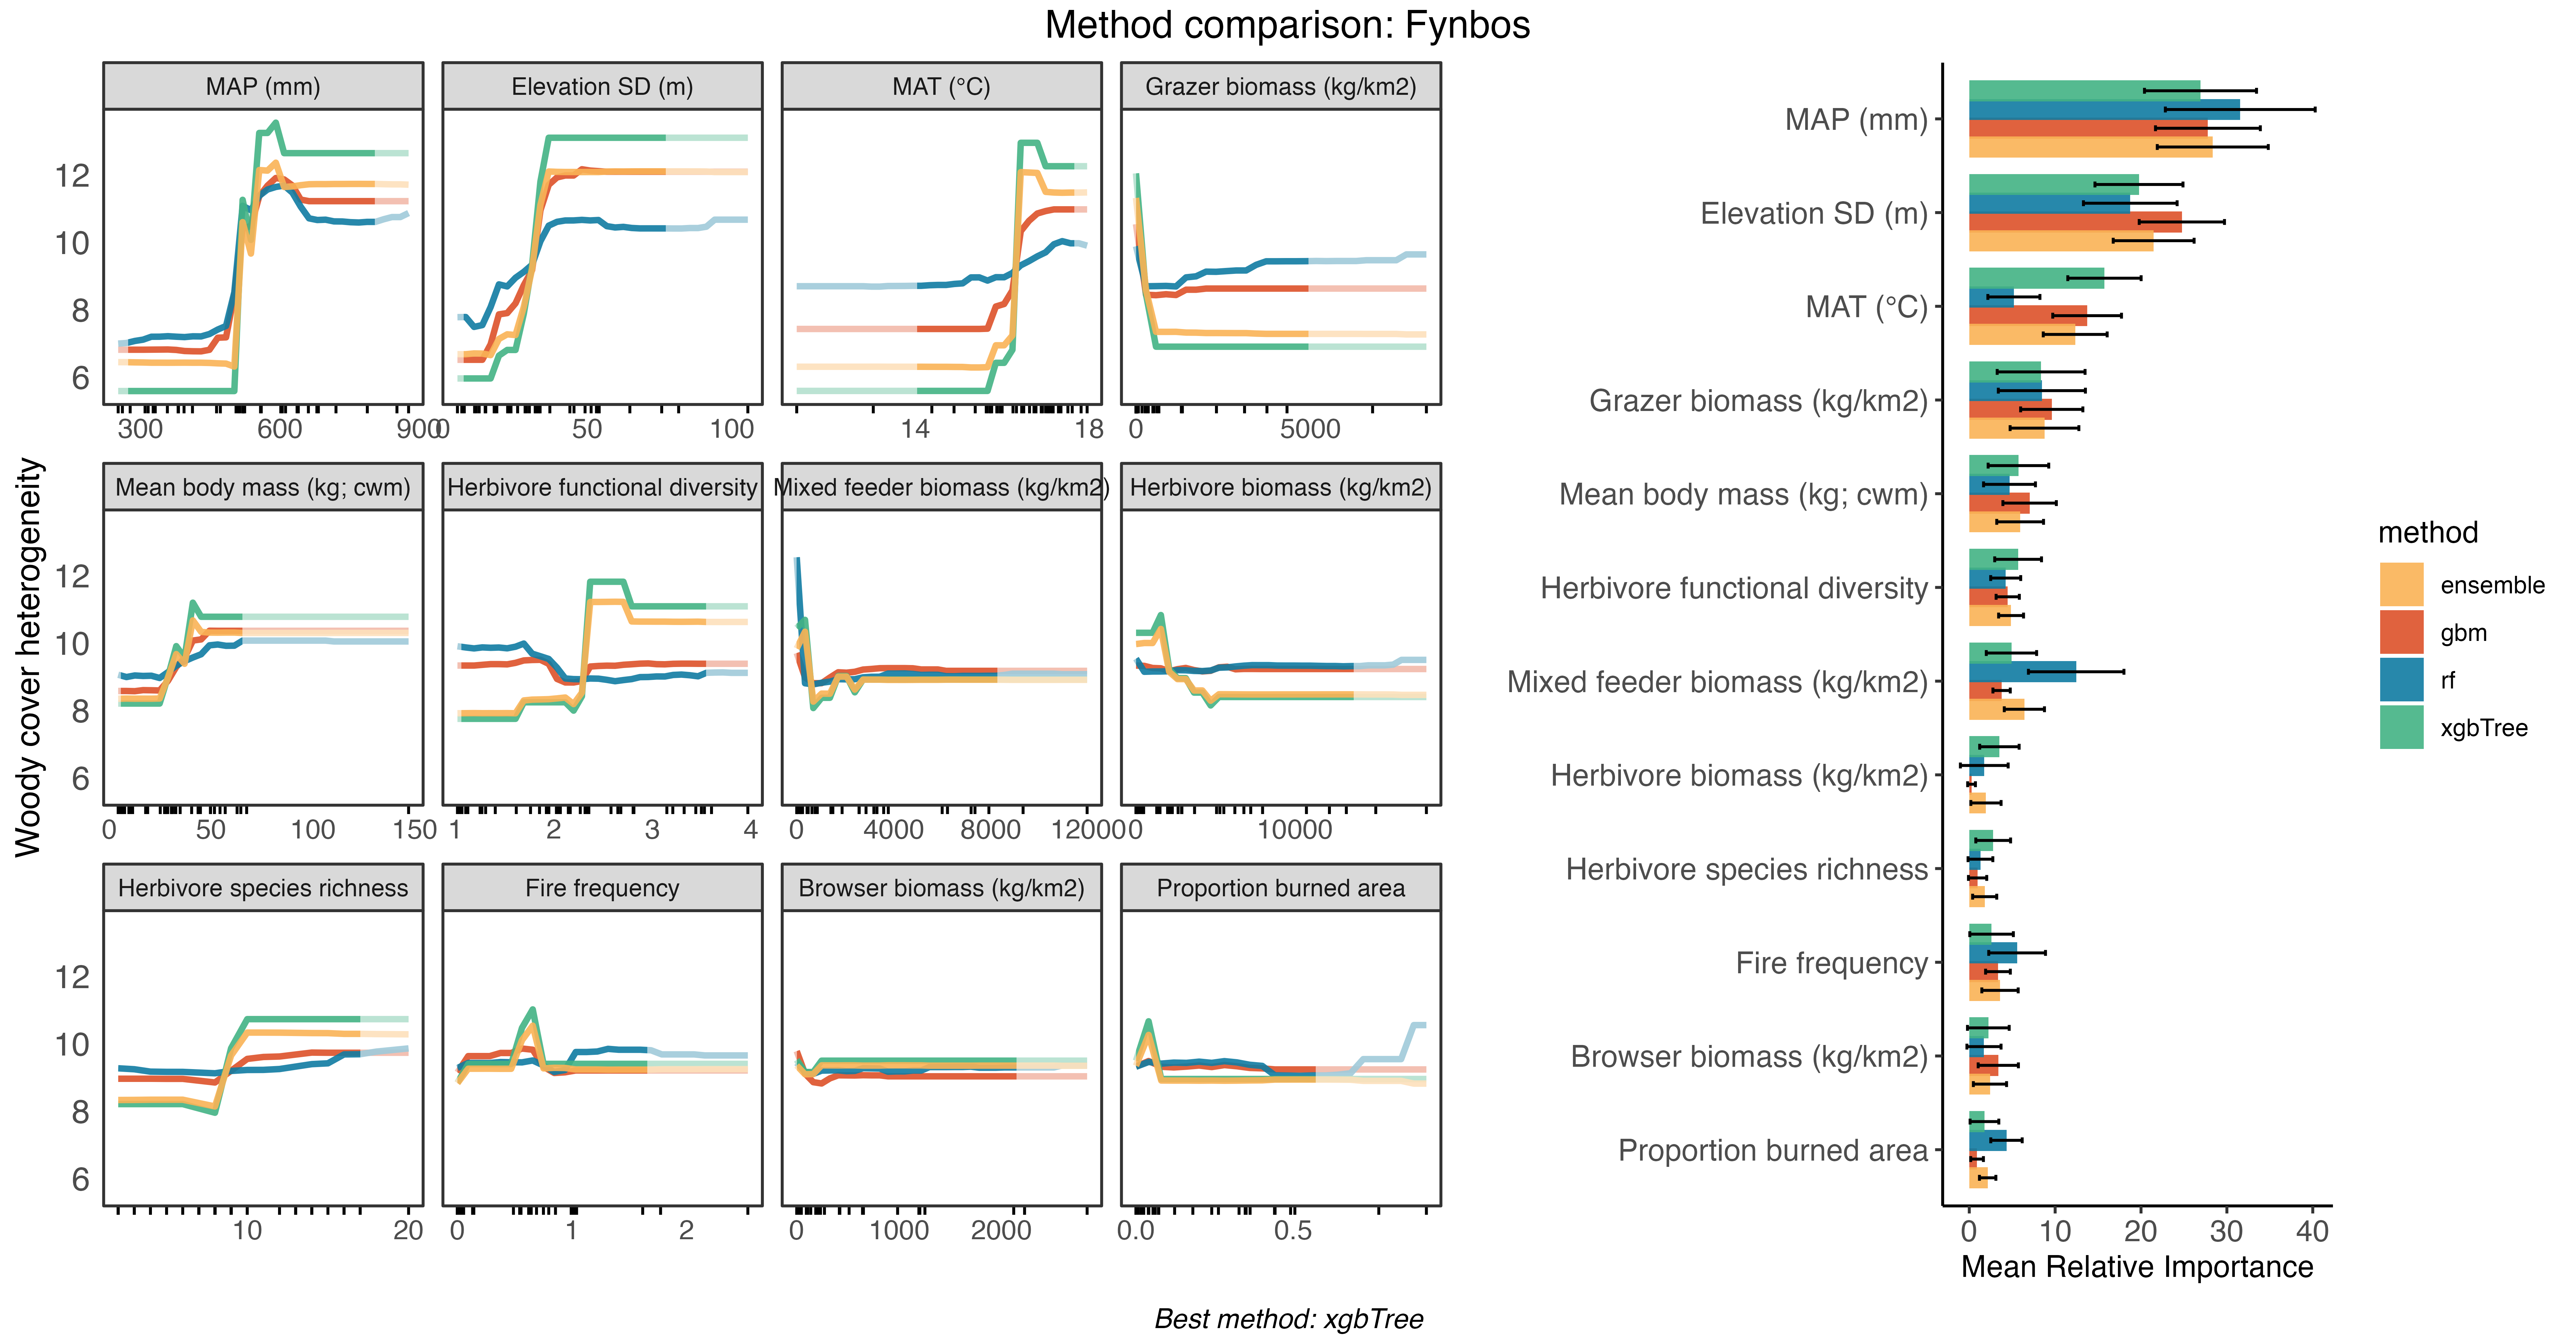 Method comparison: Fynbos
MAP (mm)
Elevation SD (m)
MAT (°C)
Grazer biomass (kg/km2)
12
10
8
6
300
600
900
0
50
100
14
18
0
5000
Mean body mass (kg; cwm)
Herbivore functional diversity
Mixed feeder biomass (kg/km2)
Herbivore biomass (kg/km2)
Woody cover heterogeneity
12
10
8
6
0
50
100
150
1
2
3
4
0
4000
8000
12000
0
10000
Herbivore species richness
Fire frequency
Browser biomass (kg/km2)
Proportion burned area
12
10
8
6
10
20
0
1
2
0
1000
2000
0.0
0.5
MAP (mm)
Elevation SD (m)
MAT (°C)
Grazer biomass (kg/km2)
Mean body mass (kg; cwm)
Herbivore functional diversity
Mixed feeder biomass (kg/km2)
Herbivore biomass (kg/km2)
Herbivore species richness
Fire frequency
Browser biomass (kg/km2)
Proportion burned area
0
10
20
30
40
Mean Relative Importance
method
ensemble
gbm
rf
xgbTree
Best method: xgbTree